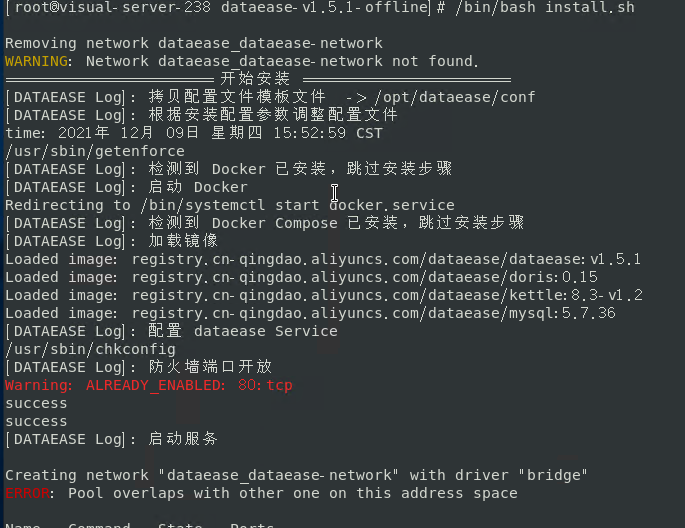 [root@visual-server-238 dataease-v1.5.1-offline]# /bin/bash install.sh
Removing network dataease_dataease-network
WARNING: Network dataease_dataease-network not found.
======================= 开始安装 =======================
[DATAEASE Log]: 拷贝配置文件模板文件  -> /opt/dataease/conf
[DATAEASE Log]: 根据安装配置参数调整配置文件
time: 2021年 12月 09日 星期四 15:52:59 CST
/usr/sbin/getenforce
[DATAEASE Log]: 检测到 Docker 已安装，跳过安装步骤
[DATAEASE Log]: 启动 Docker
Redirecting to /bin/systemctl start docker.service
[DATAEASE Log]: 检测到 Docker Compose 已安装，跳过安装步骤
[DATAEASE Log]: 加载镜像
Loaded image: registry.cn-qingdao.aliyuncs.com/dataease/dataease:v1.5.1
Loaded image: registry.cn-qingdao.aliyuncs.com/dataease/doris:0.15
Loaded image: registry.cn-qingdao.aliyuncs.com/dataease/kettle:8.3-v1.2
Loaded image: registry.cn-qingdao.aliyuncs.com/dataease/mysql:5.7.36
[DATAEASE Log]: 配置 dataease Service
/usr/sbin/chkconfig
[DATAEASE Log]: 防火墙端口开放
Warning: ALREADY_ENABLED: 80:tcp
success
success
[DATAEASE Log]: 启动服务
Creating network "dataease_dataease-network" with driver "bridge"
ERROR: Pool overlaps with other one on this address space
Name   Command   State   Ports